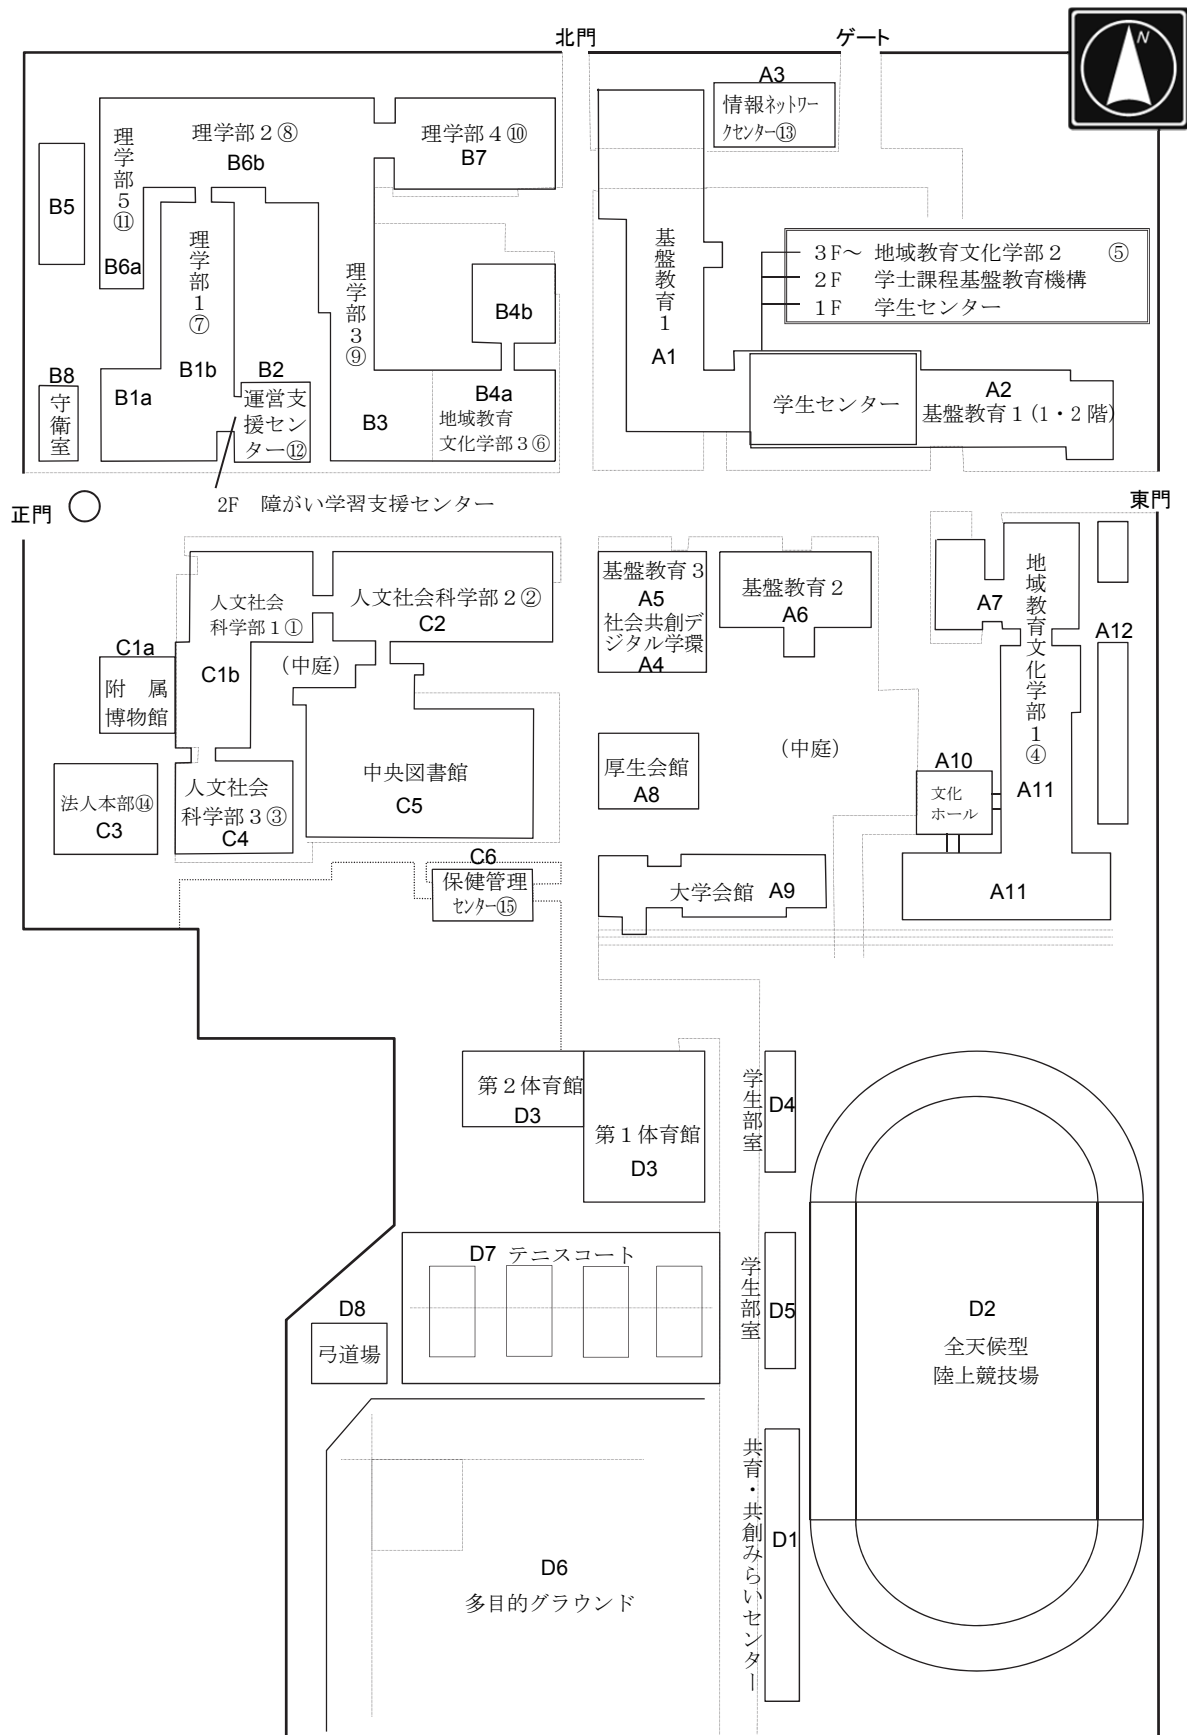 北門
ゲート
N
A3
情報ネットワー
クセンター⑬
理学部2⑧
B6b
理学部4⑩
B7
理学部5⑪
B5
B6a
理学部1⑦
理学部3⑨
B4b
基盤教育1
A1
3F~ 地域教育文化学部2 ⑤
2F 学士課程基盤教育機構
1F 学生センター
B8
守衛室
B1a
B1b
B2
運営支
援セン
ター⑫
B3
B4a
地域教育
文化学部3⑥
学生センター
A2
基盤教育1(1・2階)
2F 障がい学習支援センター
正門
東門
人文社会
科学部1①
人文社会科学部2②
C2
基盤教育3
A5
社会共創デ
ジタル学環
A4
基盤教育2
A6
A7
地域教育文化学部1④
A12
C1a
附 属
博物館
C1b
(中庭)
(中庭)
中央図書館
C5
厚生会館
A8
A10
文化
ホール
A11
法人本部⑭
C3
人文社会
科学部3③
C4
C6
保健管理
センター⑮
大学会館 A9
A11
第2体育館
D3
第1体育館
D3
学生部室
D4
D7 テニスコート
学生部室
D5
D8
弓道場
D2
全天候型
陸上競技場
共育・共創みらいセンター
D1
D6
多目的グラウンド